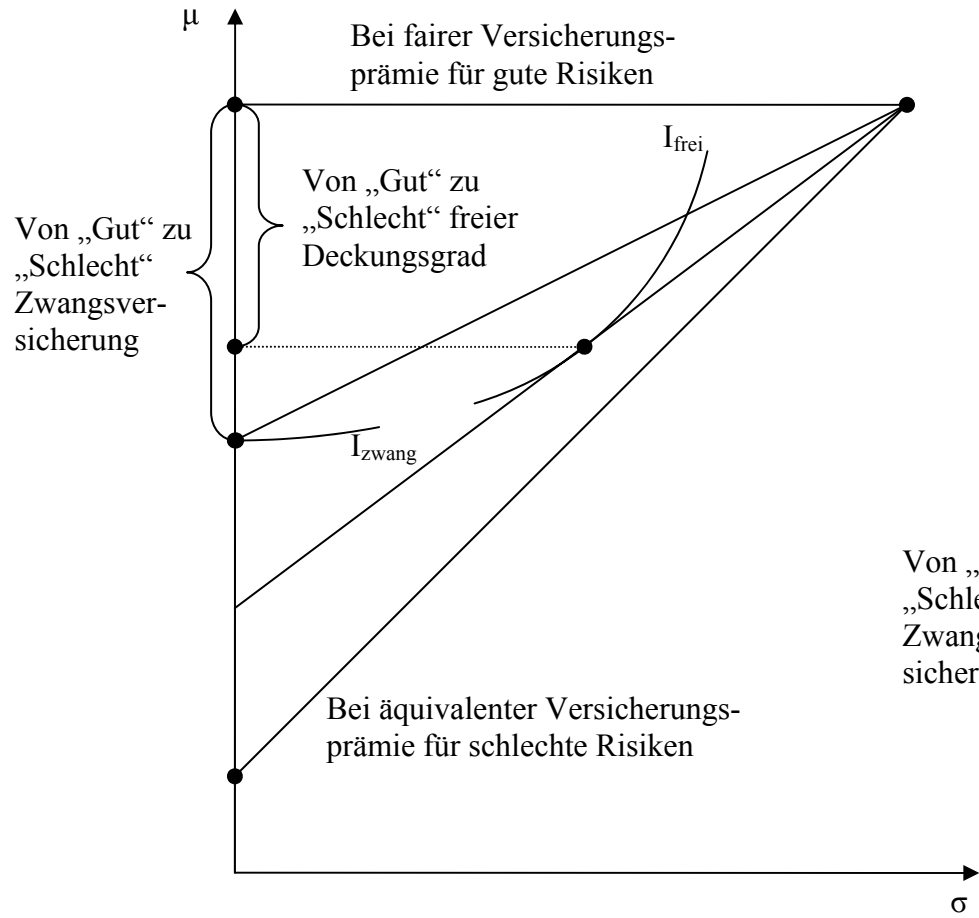 μ
Bei fairer Versicherungs-
prämie für gute Risiken
I_frei
Von „Gut“ zu
„Schlecht“ freier
Deckungsgrad
Von „Gut“ zu
„Schlecht“
Zwangsver-
sicherung
I_zwang
Von „
„Schle
Zwang
sicher
Bei äquivalenter Versicherungs-
prämie für schlechte Risiken
σ